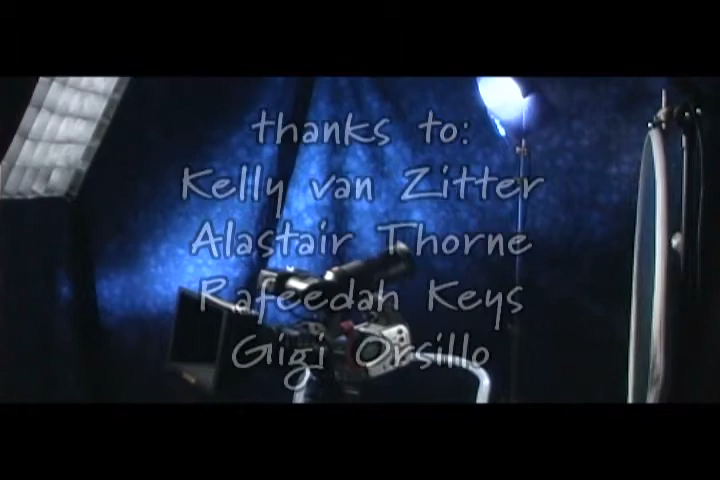 thanks to:
Kelly van Zitter
Alastair Thorne
Rafeedah Keys
Gigi Orsillo